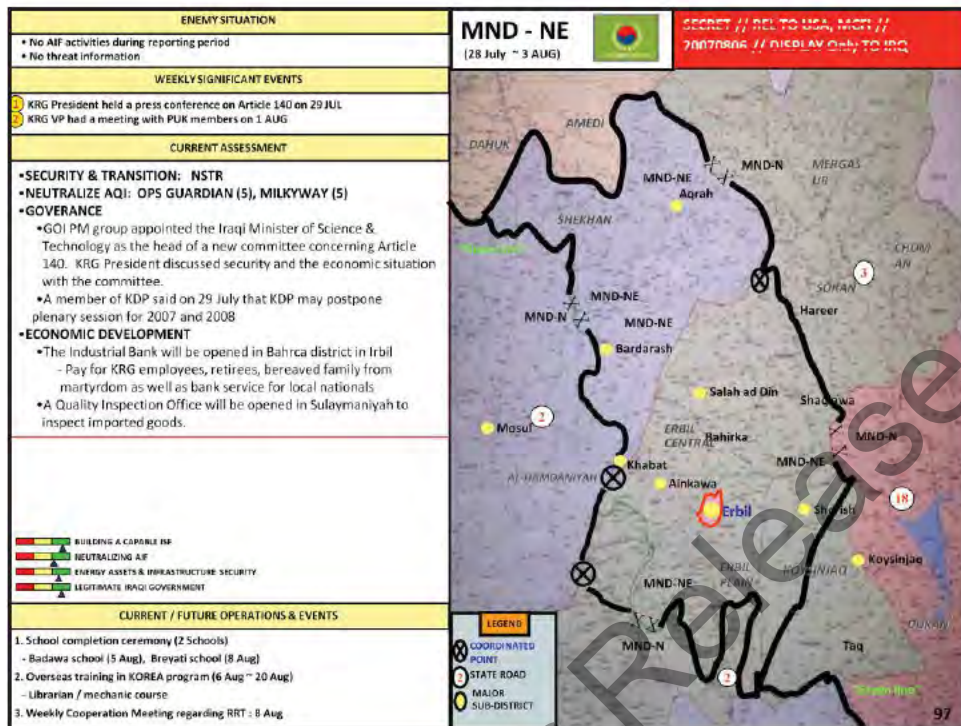 ENEMY SITUATION
• No AIF activities during reporting period
• No threat information
WEEKLY SIGNIFICANT EVENTS
1 KRG President held a press conference on Article 140 on 29 JUL
2 KRG VP had a meeting with PUK members on 1 AUG
CURRENT ASSESSMENT
•SECURITY & TRANSITION: NSTR
•NEUTRALIZE AQI: OPS GUARDIAN (5), MILKYWAY (5)
•GOVERANCE
•GOI PM group appointed the Iraqi Minister of Science &
Technology as the head of a new committee concerning Article
140. KRG President discussed security and the economic situation
with the committee.
•A member of KDP said on 29 July that KDP may postpone
plenary session for 2007 and 2008
•ECONOMIC DEVELOPMENT
•The Industrial Bank will be opened in Bahrca district in Irbil
- Pay for KRG employees, retirees, bereaved family from
martyrdom as well as bank service for local nationals
•A Quality Inspection Office will be opened in Sulaymaniyah to
inspect imported goods.
BUILDING A CAPABLE ISF
NEUTRALIZING AIF
ENERGY ASSETS & INFRASTRUCTURE SECURITY
LEGITIMATE IRAQI GOVERNMENT
CURRENT / FUTURE OPERATIONS & EVENTS
1. School completion ceremony (2 Schools)
- Badawa school (5 Aug), Breyati school (8 Aug)
2. Overseas training in KOREA program (6 Aug ~ 20 Aug)
- Librarian / mechanic course
3. Weekly Cooperation Meeting regarding RRT : 8 Aug
MND - NE
(28 July ~ 3 AUG)
SECRET // REL TO USA, MCFI //
20070806 // DISPLAY Only TO IRQ
AMEDI
DAHUK
MND-N
MERGAS
UR
MND-NE
Aqrah
SHEKHAN
"Green line"
CHOM
AN
3
SORAN
MND-NE
MND-N
Hareer
MND-NE
Bardarash
Salah ad Din
Shaqlawa
2
Mosul
ERBIL
CENTRAL
Bahirka
MND-N
MND-NE
Khabat
AL-HAMDANIYAH
Ainkawa
18
Erbil
Shorish
Koysinjaq
ERBIL
PLAIN
KOYSINJAQ
MND-NE
DUKAN
MND-N
Taq
2
"Green line"
LEGEND
COORDINATED
POINT
2 STATE ROAD
MAJOR
SUB-DISTRICT
Release
97